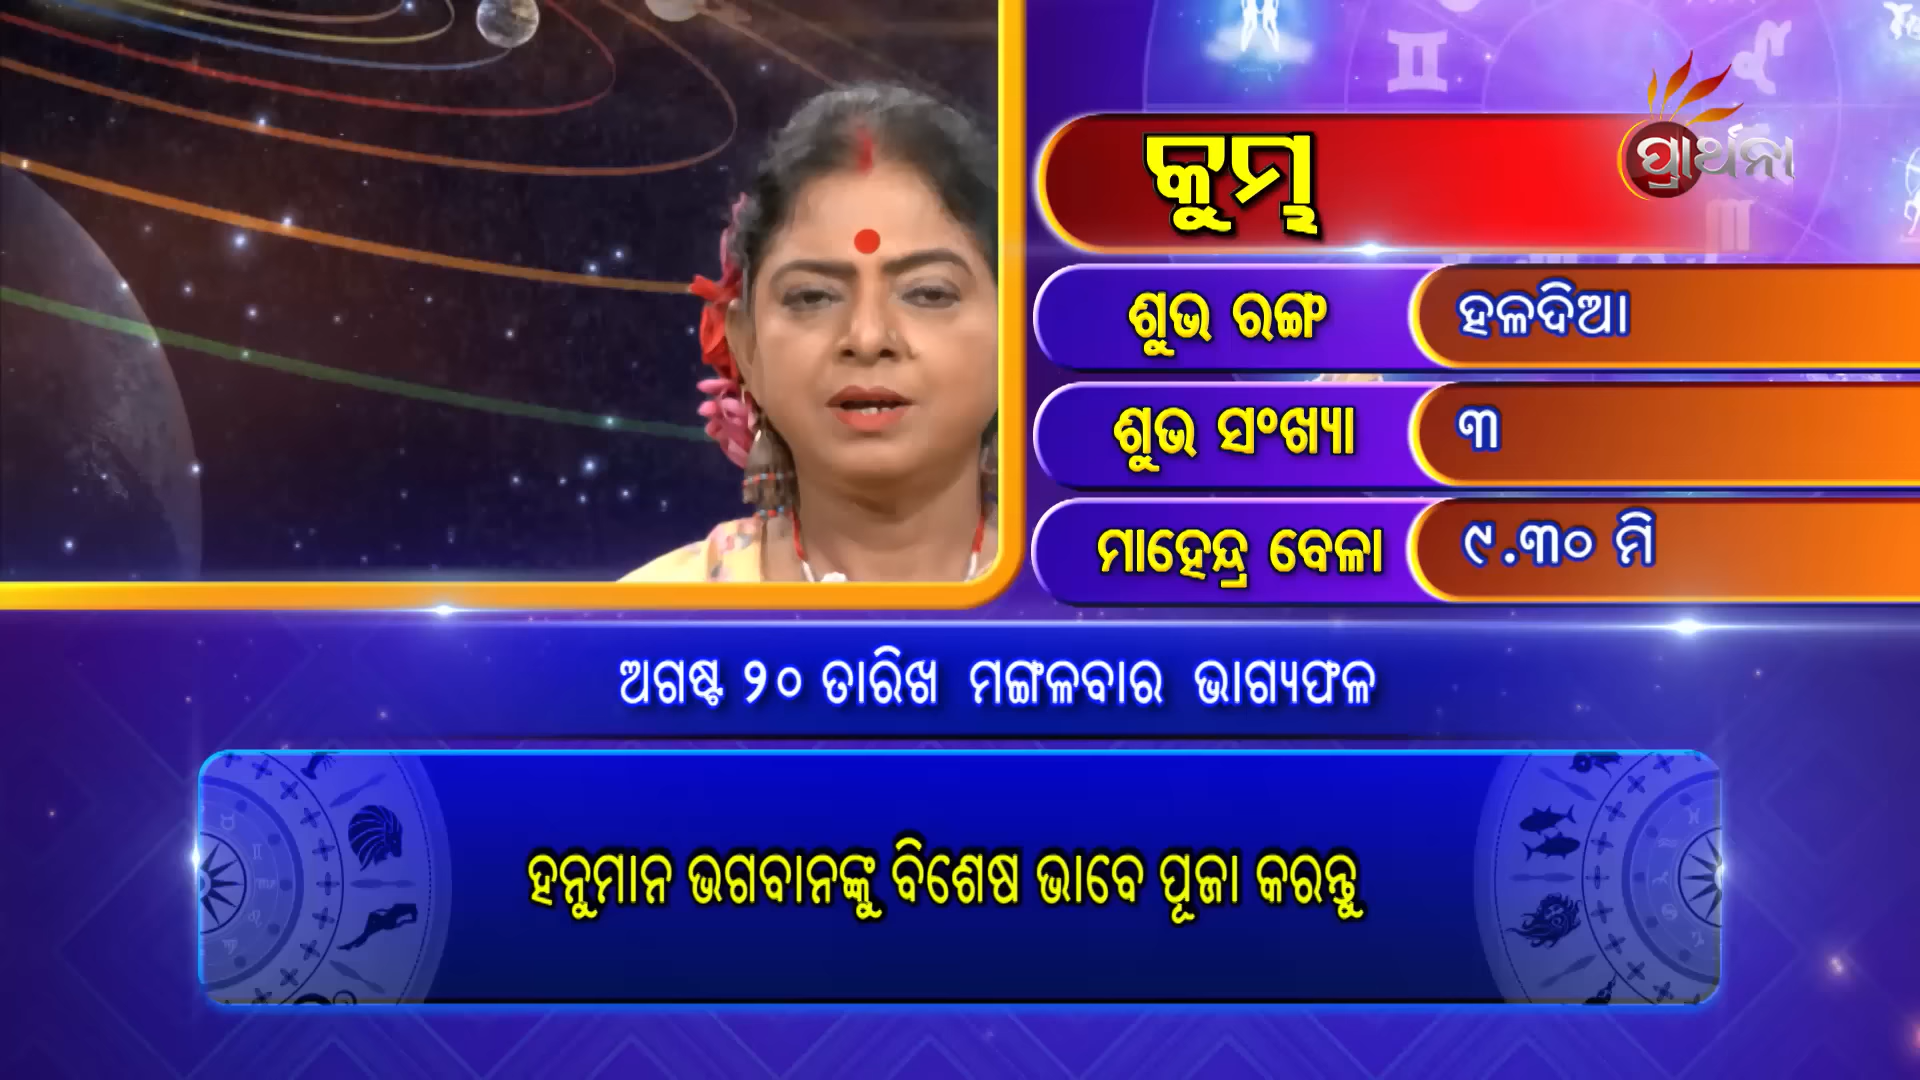 କୁମ୍ଭ
ପ୍ରାର୍ଥନା
ଶୁଭ ରଙ୍ଗ ହଳଦିଆ
ଶୁଭ ସଂଖ୍ୟା ୩
ମାହେନ୍ଦ୍ର ବେଳା ୯.୩୦ ମି
ଅଗଷ୍ଟ ୨୦ ତାରିଖ ମଙ୍ଗଳବାର ଭାଗ୍ୟଫଳ
ହନୁମାନ ଭଗବାନଙ୍କୁ ବିଶେଷ ଭାବେ ପୂଜା କରନ୍ତୁ